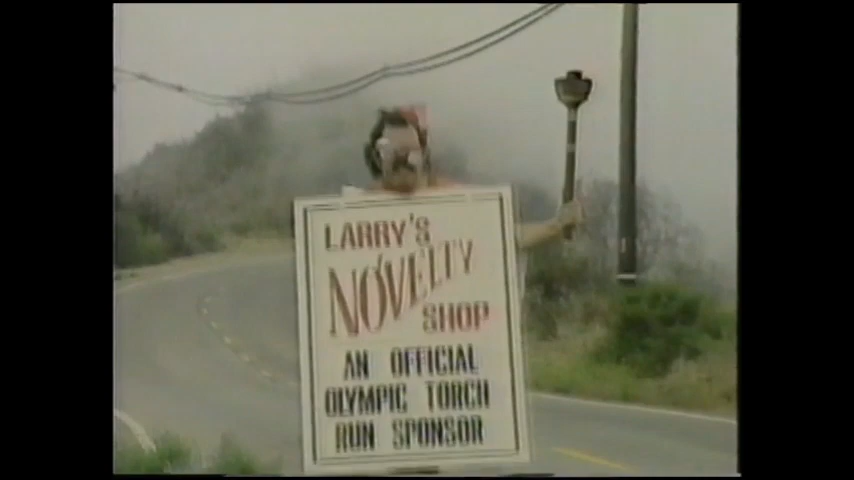 LARRY'S
NOVELTY
SHOP
AN OFFICIAL
OLYMPIC TORCH
RUN SPONSOR